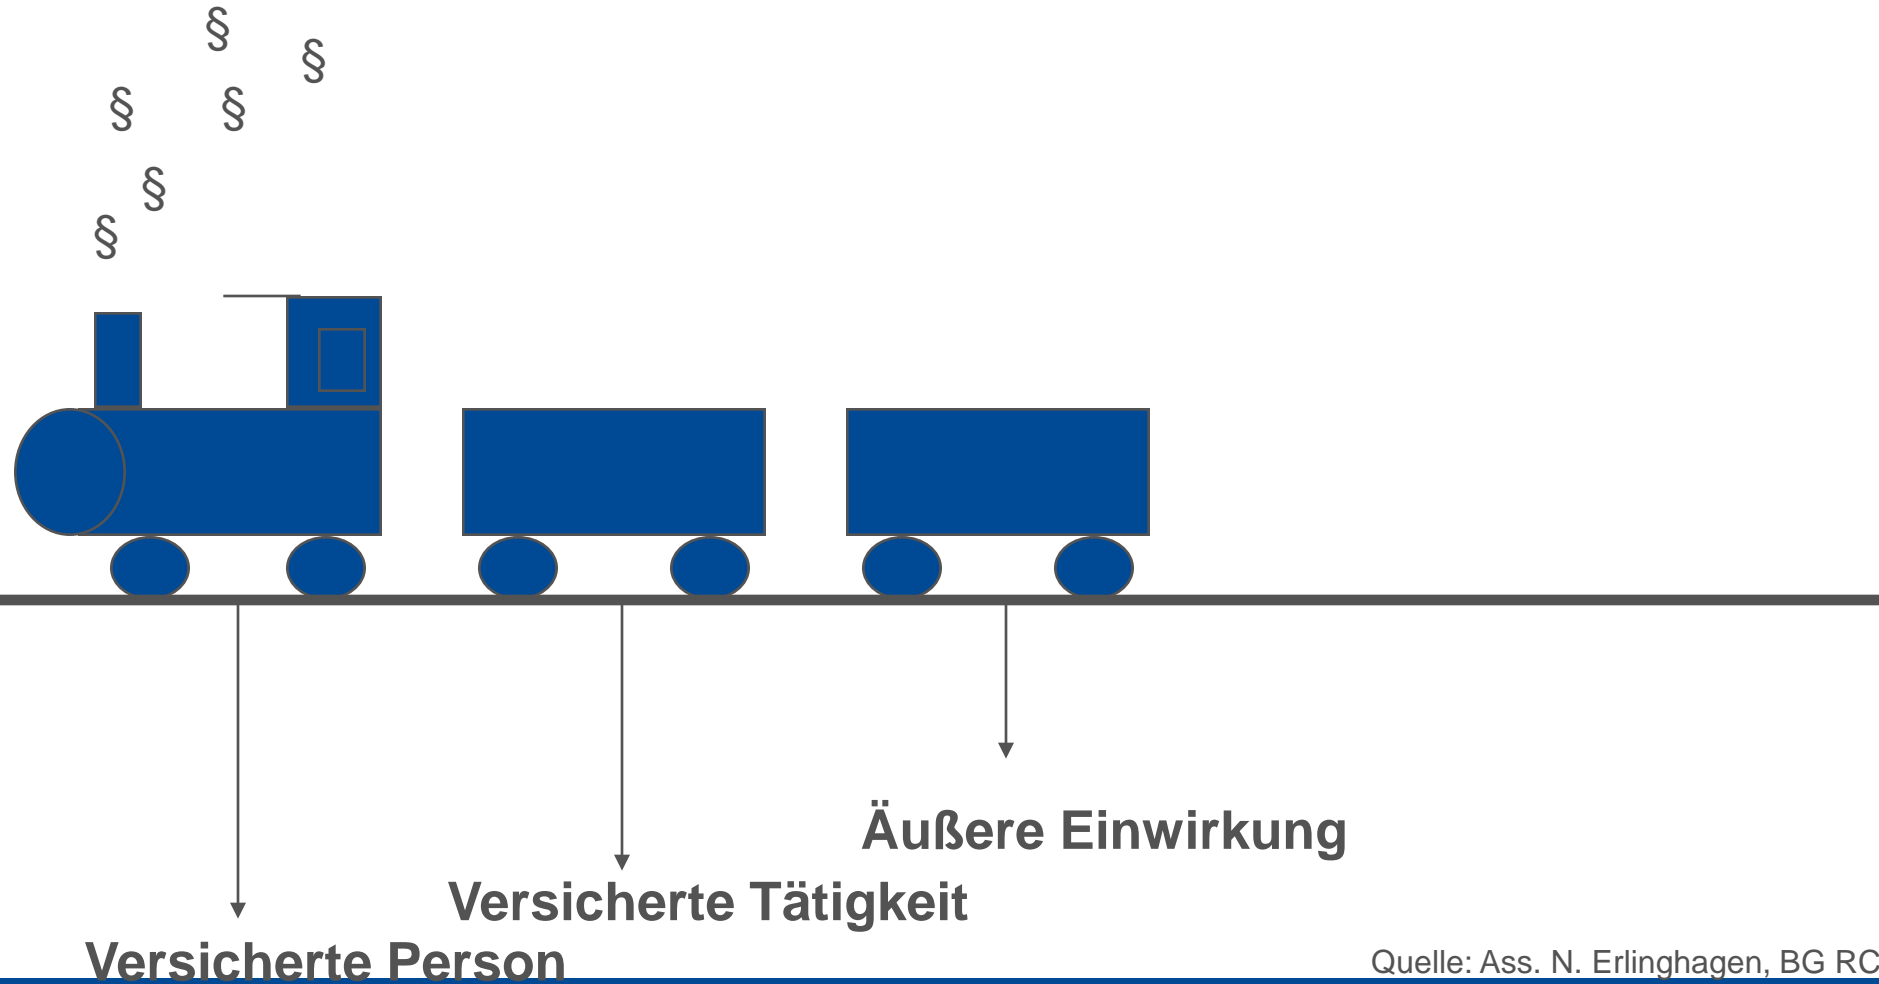 §
§
§
§
§
§
Äußere Einwirkung
Versicherte Tätigkeit
Versicherte Person
Quelle: Ass. N. Erlinghagen, BG RC